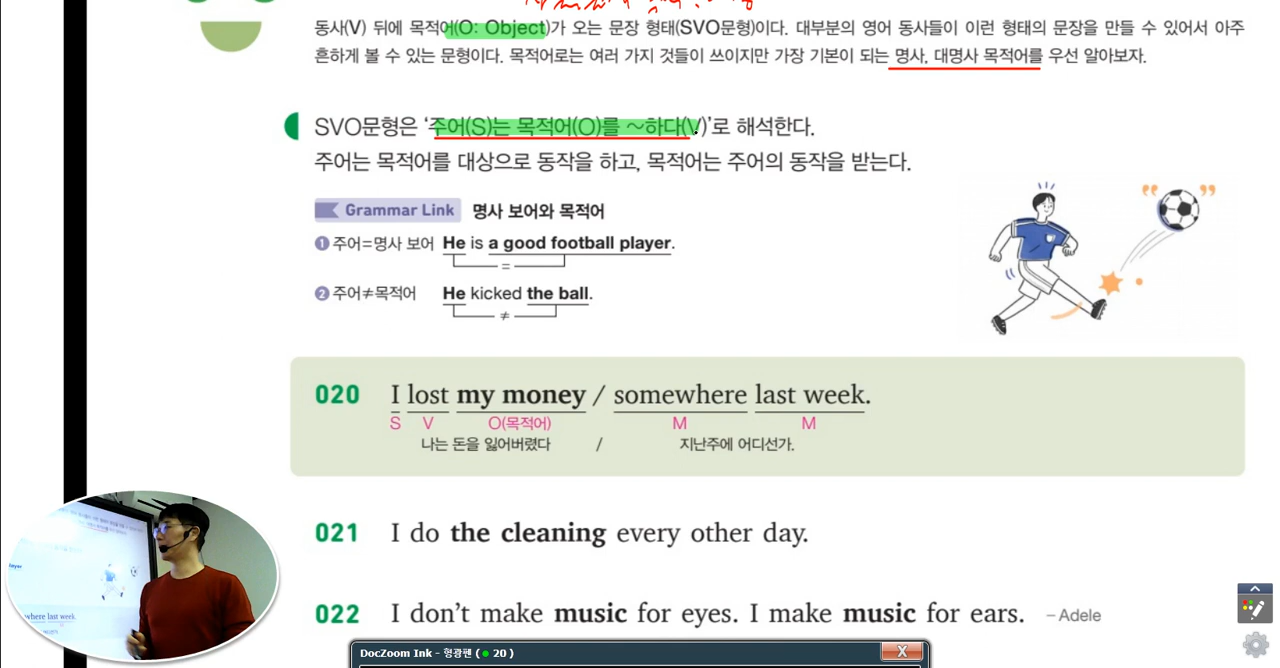 동사(V) 뒤에 목적어(O: Object)가 오는 문장 형태(SVO문형)이다. 대부분의 영어 동사들이 이런 형태의 문장을 만들 수 있어서 아주
흔하게 볼 수 있는 문형이다. 목적어로는 여러 가지 것들이 쓰이지만 가장 기본이 되는 명사, 대명사 목적어를 우선 알아보자.
SVO문형은 ‘주어(S)는 목적어(O)를 ~하다(V)’로 해석한다.
주어는 목적어를 대상으로 동작을 하고, 목적어는 주어의 동작을 받는다.
Grammar Link 명사 보어와 목적어
1 주어=명사 보어 He is a good football player.
=
2 주어≠목적어 He kicked the ball.
≠
020 I lost my money / somewhere last week.
S V O(목적어) M M
나는 돈을 잃어버렸다 / 지난주에 어디선가.
021 I do the cleaning every other day.
022 I don’t make music for eyes. I make music for ears. – Adele
DocZoom Ink - 형광펜 ( 20 )